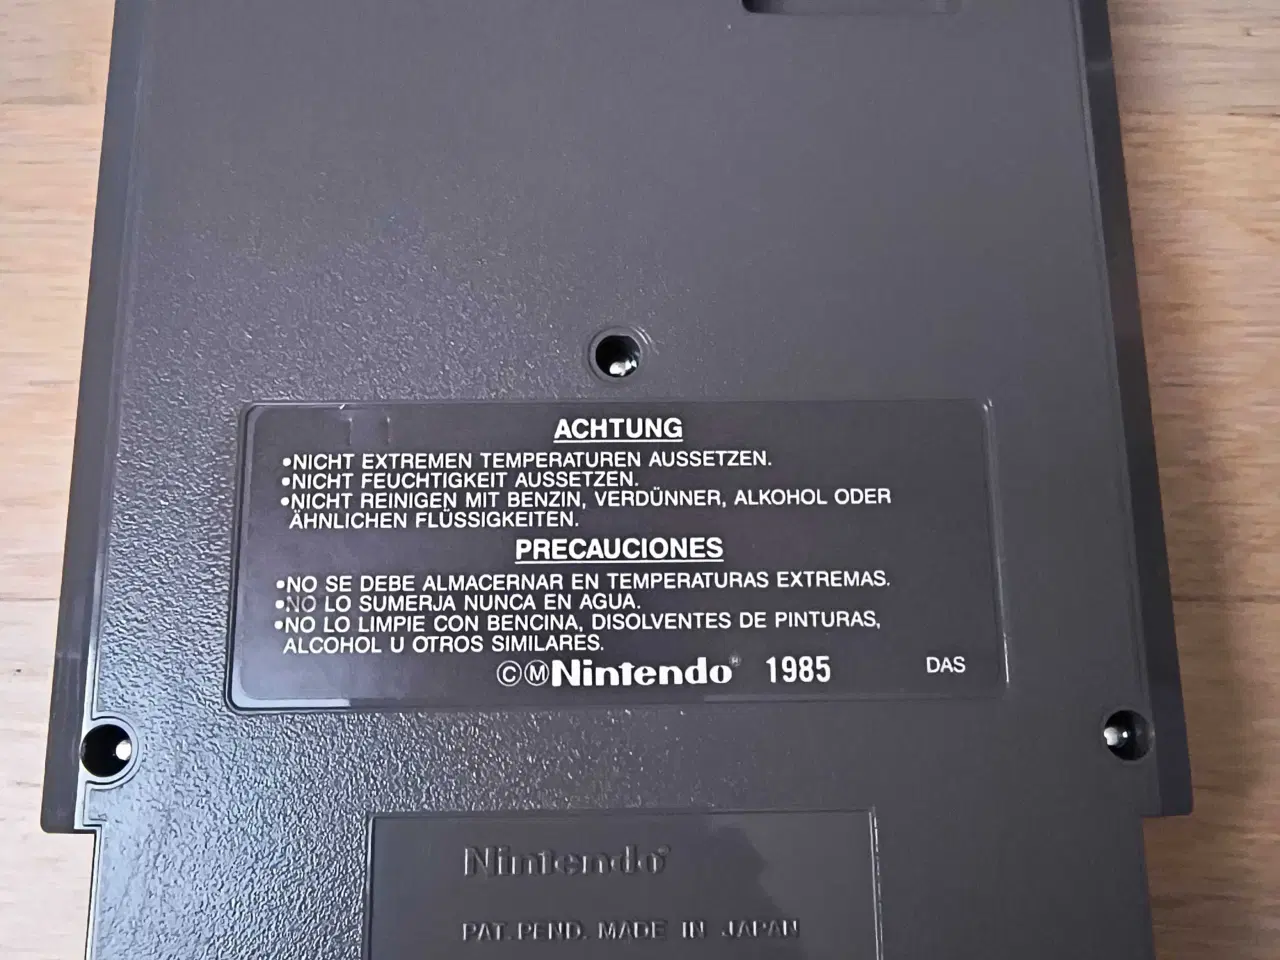 ACHTUNG
•NICHT EXTREMEN TEMPERATUREN AUSSETZEN.
•NICHT FEUCHTIGKEIT AUSSETZEN.
•NICHT REINIGEN MIT BENZIN, VERDÜNNER, ALKOHOL ODER
ÄHNLICHEN FLÜSSIGKEITEN.
PRECAUCIONES
•NO SE DEBE ALMACERNAR EN TEMPERATURAS EXTREMAS.
•NO LO SUMERJA NUNCA EN AGUA.
•NO LO LIMPIE CON BENCINA, DISOLVENTES DE PINTURAS,
ALCOHOL U OTROS SIMILARES.
©ⓂNintendo® 1985 DAS
Nintendo®
PAT. PEND. MADE IN JAPAN